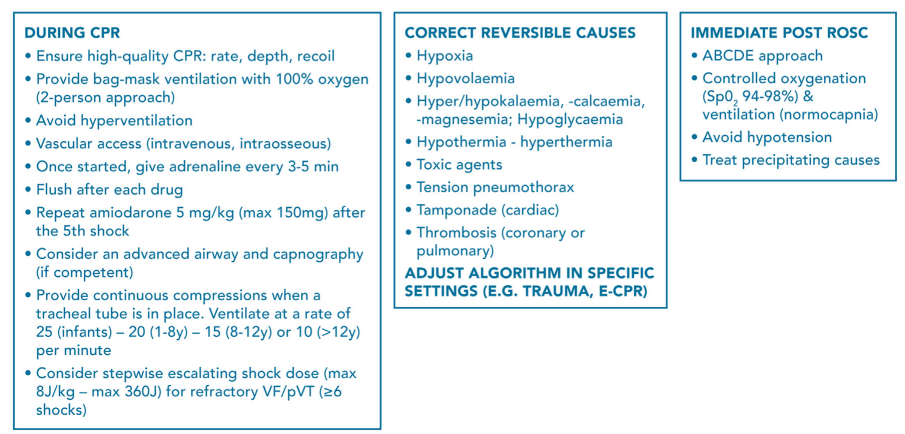 DURING CPR
• Ensure high-quality CPR: rate, depth, recoil
• Provide bag-mask ventilation with 100% oxygen
(2-person approach)
• Avoid hyperventilation
• Vascular access (intravenous, intraosseous)
• Once started, give adrenaline every 3-5 min
• Flush after each drug
• Repeat amiodarone 5 mg/kg (max 150mg) after
the 5th shock
• Consider an advanced airway and capnography
(if competent)
• Provide continuous compressions when a
tracheal tube is in place. Ventilate at a rate of
25 (infants) – 20 (1-8y) – 15 (8-12y) or 10 (>12y)
per minute
• Consider stepwise escalating shock dose (max
8J/kg – max 360J) for refractory VF/pVT (≥6
shocks)
CORRECT REVERSIBLE CAUSES
• Hypoxia
• Hypovolaemia
• Hyper/hypokalaemia, -calcaemia,
-magnesemia; Hypoglycaemia
• Hypothermia - hyperthermia
• Toxic agents
• Tension pneumothorax
• Tamponade (cardiac)
• Thrombosis (coronary or
pulmonary)
ADJUST ALGORITHM IN SPECIFIC
SETTINGS (E.G. TRAUMA, E-CPR)
IMMEDIATE POST ROSC
• ABCDE approach
• Controlled oxygenation
(Sp0₂ 94-98%) &
ventilation (normocapnia)
• Avoid hypotension
• Treat precipitating causes